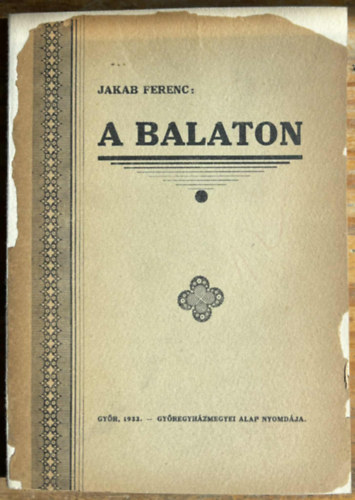 JAKAB FERENC:
A BALATON
GYŐR, 1932. — GYŐREGYHÁZMEGYEI ALAP NYOMDÁJA.